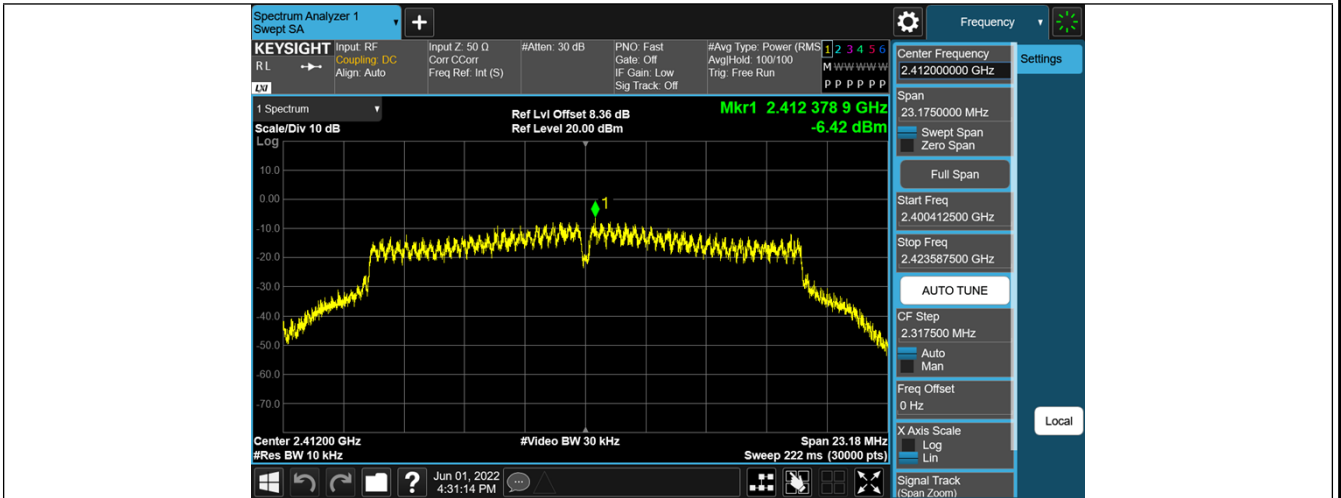 Spectrum Analyzer 1
Swept SA
+
Frequency
KEYSIGHT
RL
LXI
Input: RF
Coupling: DC
Align: Auto
Input Z: 50 Ω
Corr CCorr
Freq Ref: Int (S)
#Atten: 30 dB
PNO: Fast
Gate: Off
IF Gain: Low
Sig Track: Off
#Avg Type: Power (RMS
Avg|Hold: 100/100
Trig: Free Run
1 2 3 4 5 6
M W W W W W
P P P P P P
1 Spectrum
Scale/Div 10 dB
Log
Ref Lvl Offset 8.36 dB
Ref Level 20.00 dBm
Mkr1 2.412 378 9 GHz
-6.42 dBm
1
10.0
0.00
-10.0
-20.0
-30.0
-40.0
-50.0
-60.0
-70.0
Center 2.41200 GHz
#Res BW 10 kHz
#Video BW 30 kHz
Span 23.18 MHz
Sweep 222 ms (30000 pts)
Center Frequency
2.412000000 GHz
Settings
Span
23.1750000 MHz
Swept Span
Zero Span
Full Span
Start Freq
2.400412500 GHz
Stop Freq
2.423587500 GHz
AUTO TUNE
CF Step
2.317500 MHz
Auto
Man
Freq Offset
0 Hz
X Axis Scale
Log
Lin
Local
Signal Track
(Span Zoom)
?
Jun 01, 2022
4:31:14 PM